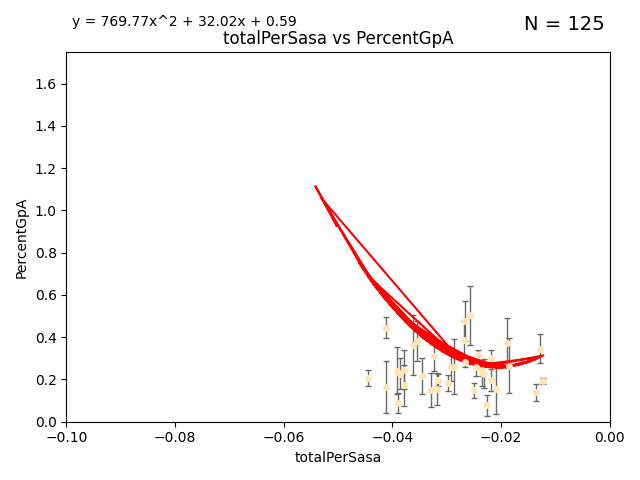 y = 769.77x^2 + 32.02x + 0.59
N = 125
totalPerSasa vs PercentGpA
1.6
1.4
1.2
1.0
0.8
0.6
0.4
0.2
0.0
PercentGpA
−0.10 −0.08 −0.06 −0.04 −0.02 0.00
totalPerSasa